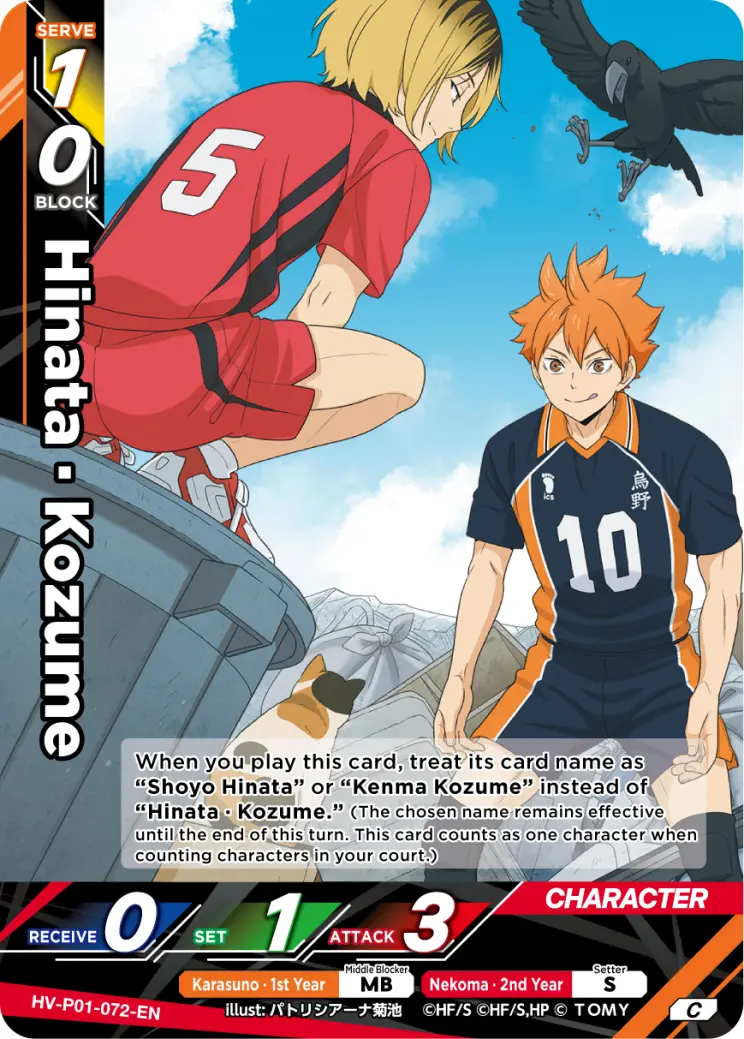 SERVE
1
0
BLOCK
Hinata · Kozume
5
烏野
10
When you play this card, treat its card name as
“Shoyo Hinata” or “Kenma Kozume” instead of
“Hinata · Kozume.” (The chosen name remains effective
until the end of this turn. This card counts as one character when
counting characters in your court.)
CHARACTER
RECEIVE 0 SET 1 ATTACK 3
Karasuno · 1st Year Middle Blocker MB Nekoma · 2nd Year Setter S
HV-P01-072-EN
illust: パトリシアーナ菊池 ©HF/S ©HF/S,HP © TOMY
C